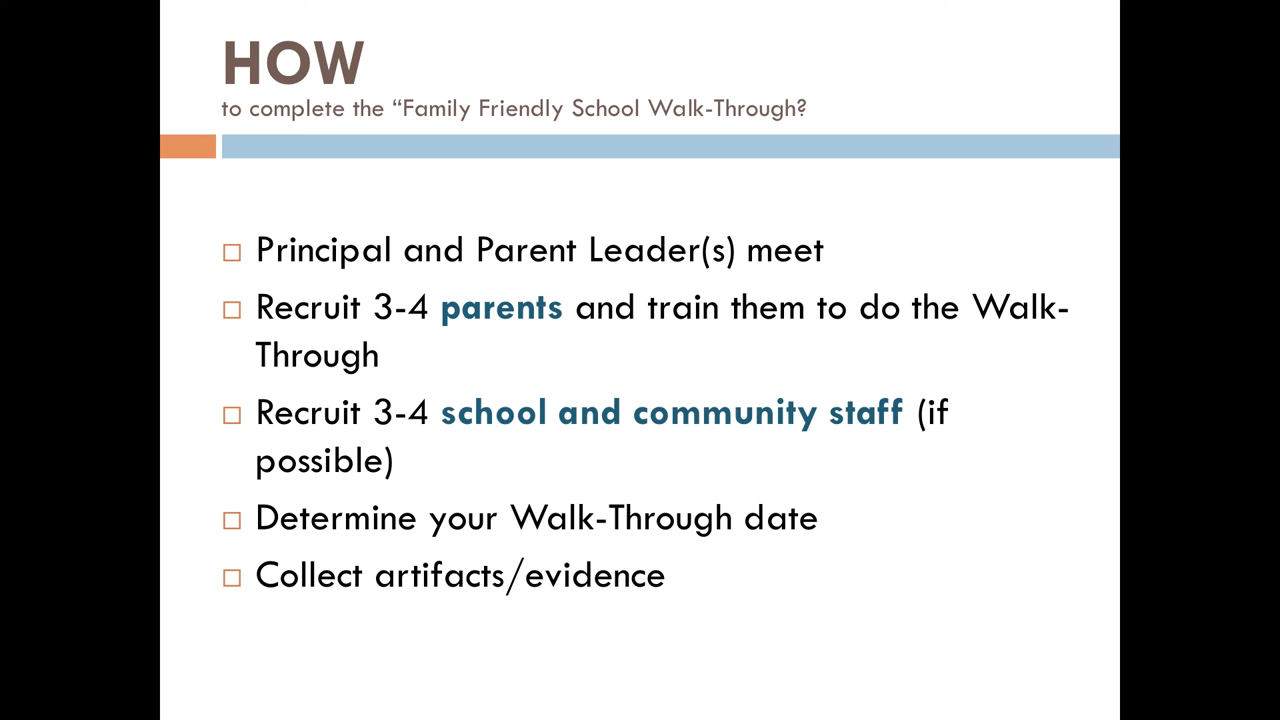 HOW
to complete the “Family Friendly School Walk-Through?
Principal and Parent Leader(s) meet
Recruit 3-4 parents and train them to do the Walk-
Through
Recruit 3-4 school and community staff (if
possible)
Determine your Walk-Through date
Collect artifacts/evidence